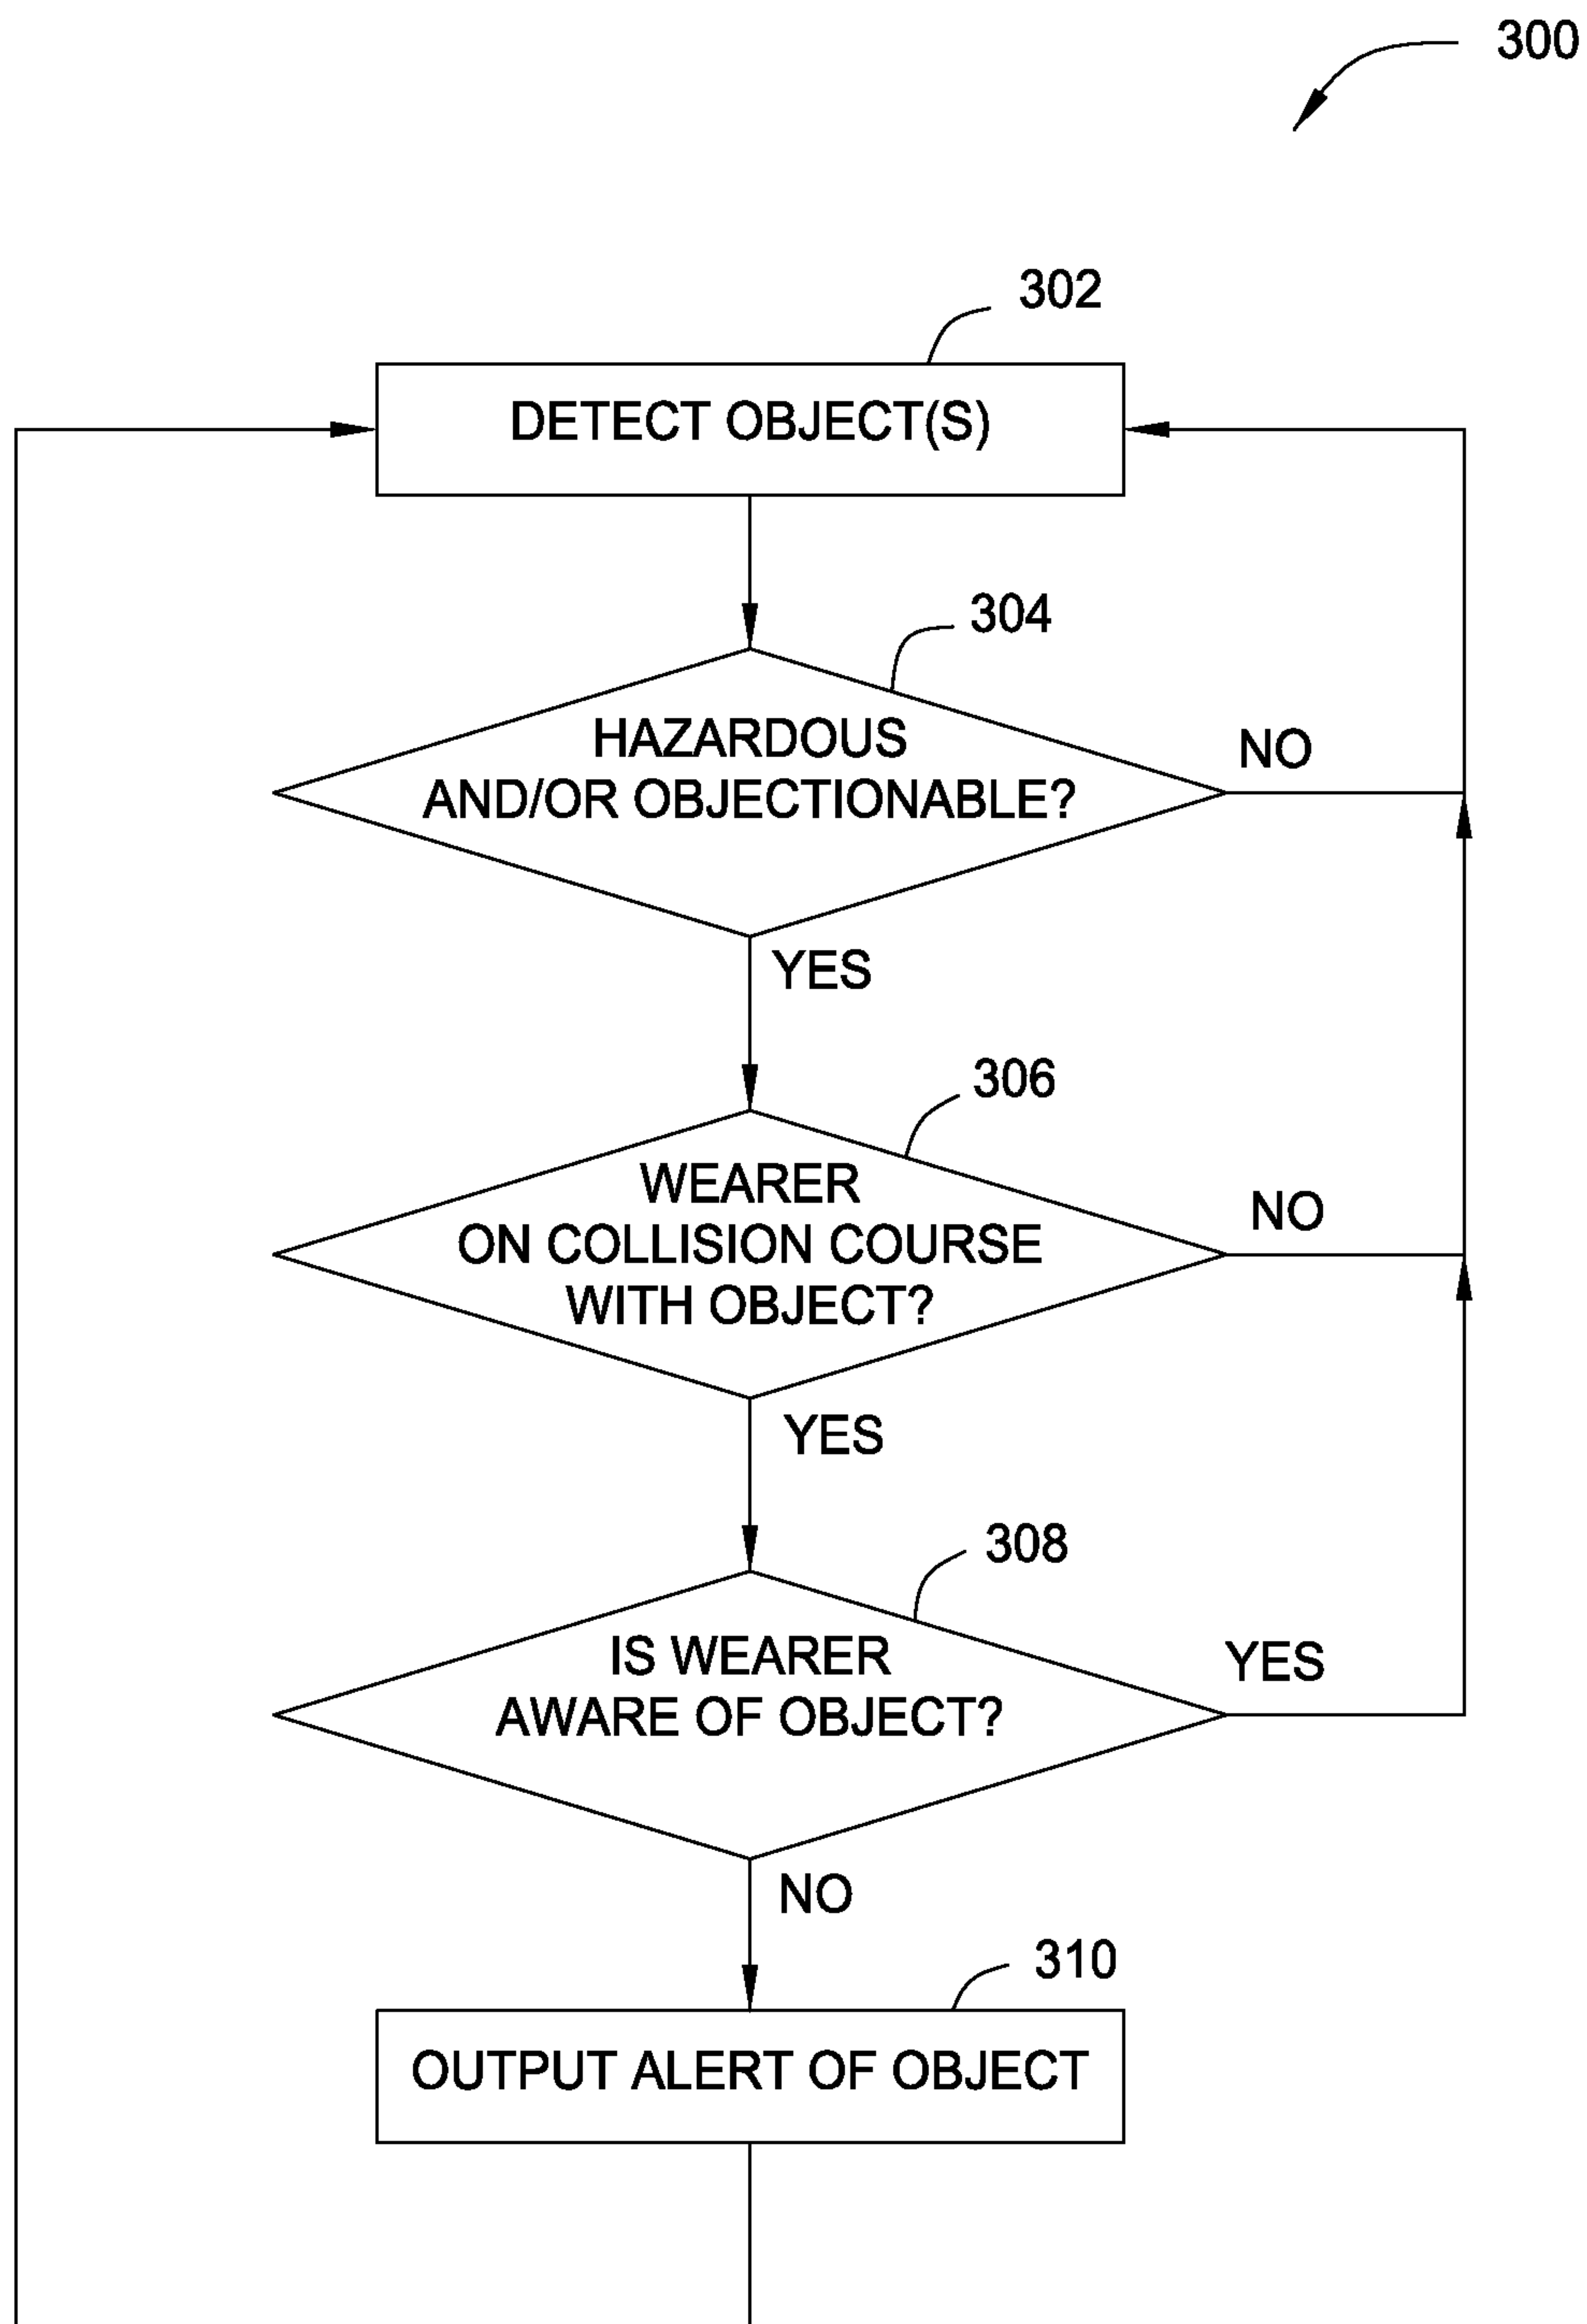 300
302
DETECT OBJECT(S)
304
HAZARDOUS
AND/OR OBJECTIONABLE?
NO
YES
306
WEARER
ON COLLISION COURSE
WITH OBJECT?
NO
YES
308
IS WEARER
AWARE OF OBJECT?
YES
NO
310
OUTPUT ALERT OF OBJECT